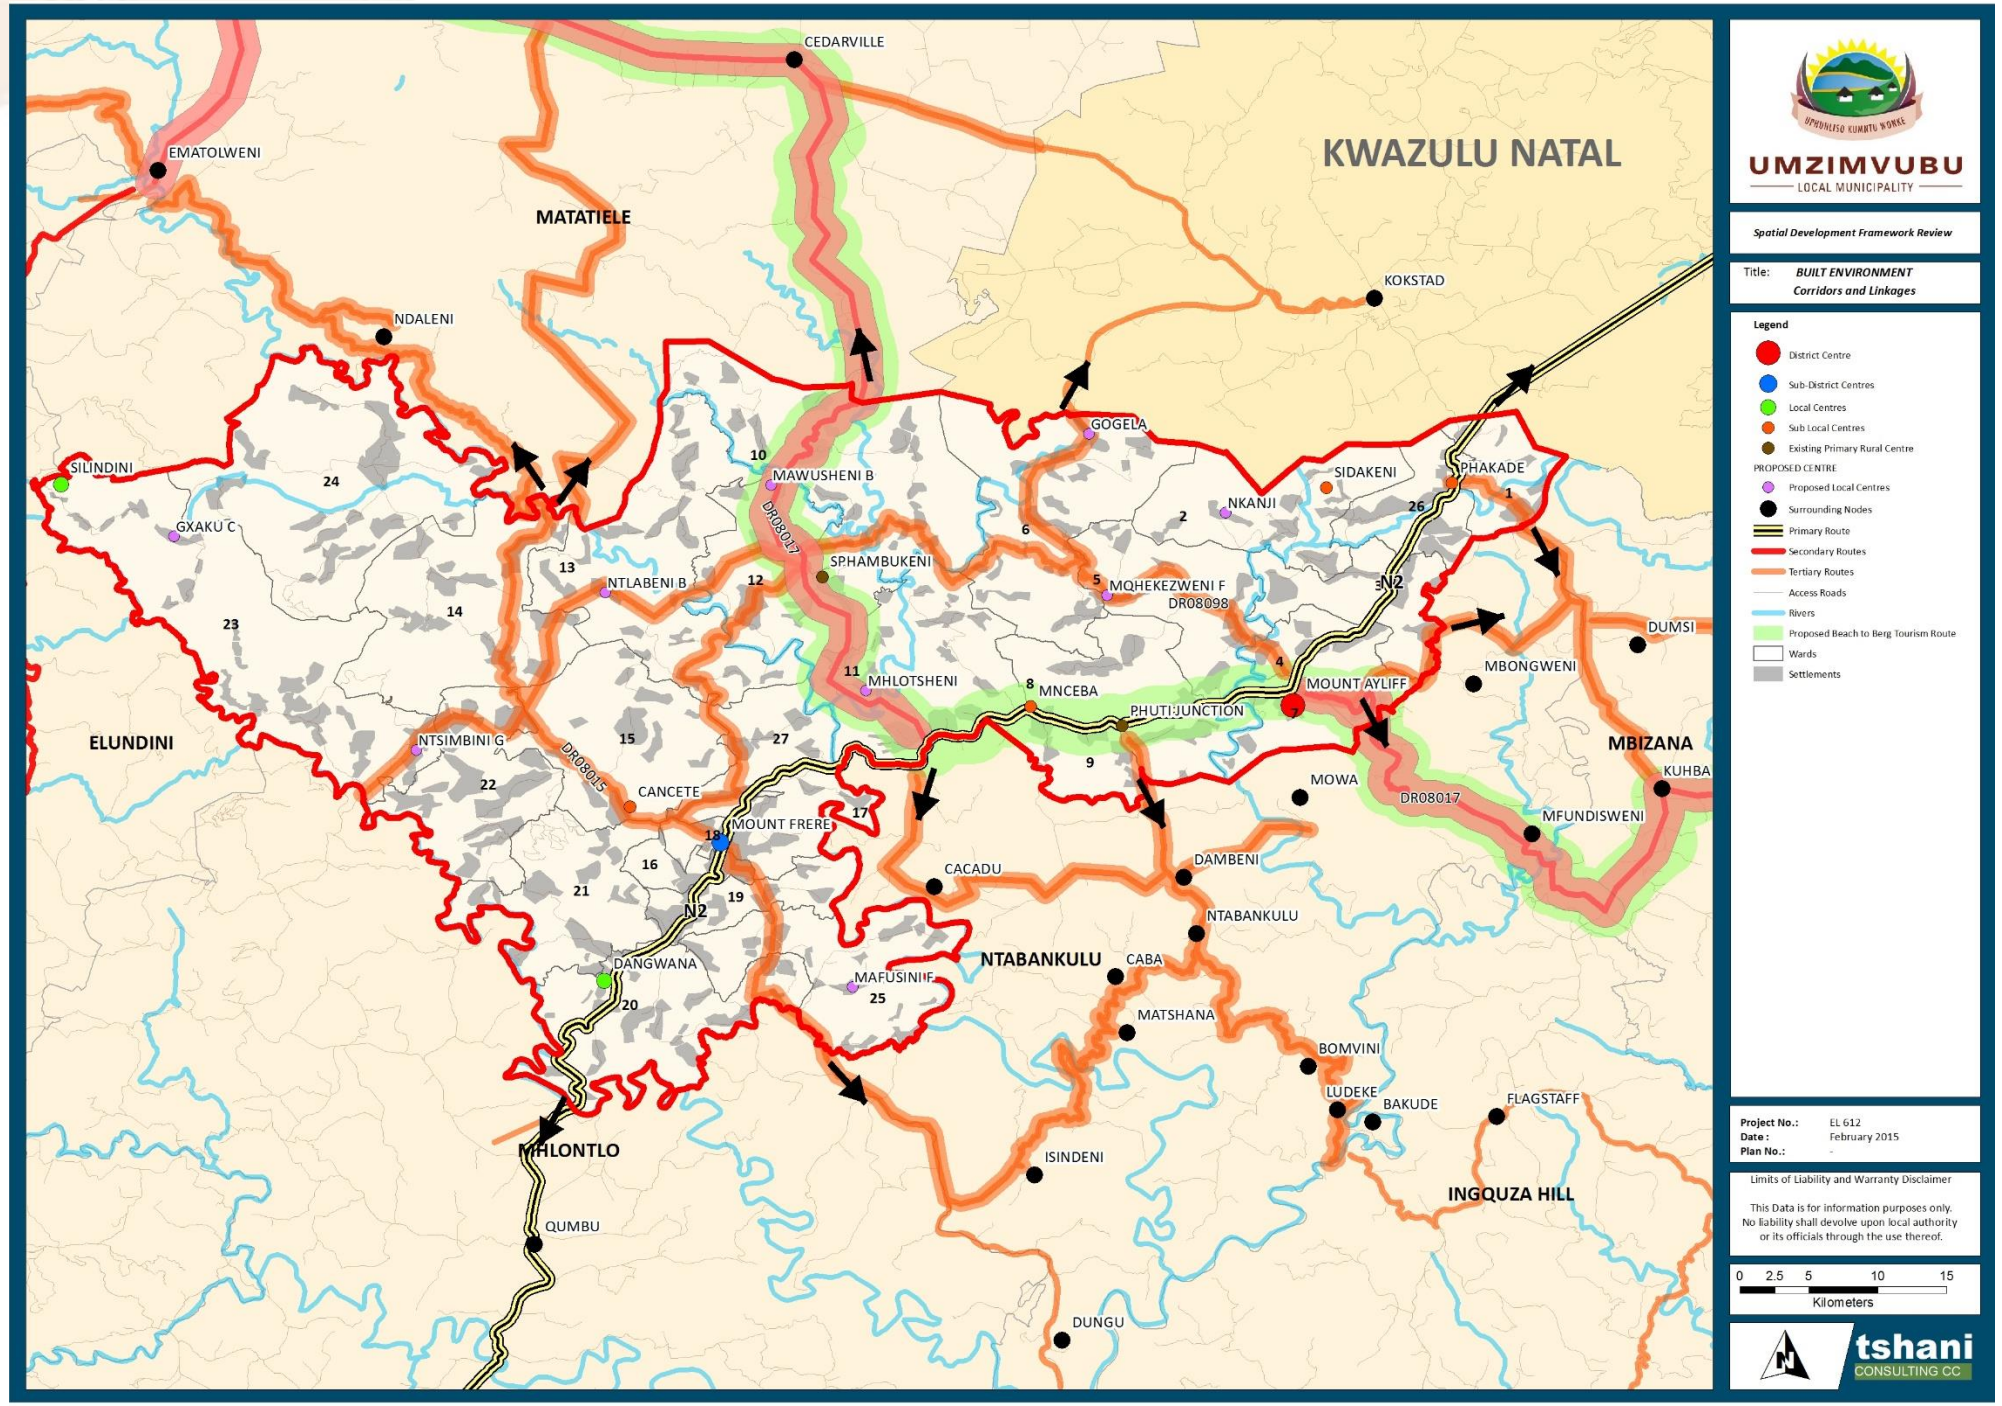 CEDARVILLE
KWAZULU NATAL
EMATOLWENI
MATATIELE
KOKSTAD
NDALENI
GOGELA
SILINDINI
24
10
MAWUSHENI B
SIDAKENI
PHAKADE
1
GXAKU C
DR08017
2
NKANJI
26
6
13
NTLABENI B
12
SPHAMBUKENI
5
MQHEKEZWENI F
DR08098
3
N2
14
23
DUMSI
MBONGWENI
4
11
MHLOTSHENI
8
MNCEBA
MOUNT AYLIFF
7
PHUTI JUNCTION
ELUNDINI
NTSIMBINI G
15
27
DR08015
9
MBIZANA
22
CANCETE
MOWA
KUHBA
DR08017
17
MOUNT FRERE
18
MFUNDISWENI
16
21
19
CACADU
DAMBENI
N2
NTABANKULU
DANGWANA
NTABANKULU
CABA
20
MAFUSINI F
25
MATSHANA
BOMVINI
LUDEKE
BAKUDE
FLAGSTAFF
MHLONTLO
ISINDENI
INGQUZA HILL
QUMBU
DUNGU
UPHUHLISO KUMNTU WONKE
UMZIMVUBU
LOCAL MUNICIPALITY
Spatial Development Framework Review
Title: BUILT ENVIRONMENT
Corridors and Linkages
Legend
District Centre
Sub-District Centres
Local Centres
Sub Local Centres
Existing Primary Rural Centre
PROPOSED CENTRE
Proposed Local Centres
Surrounding Nodes
Primary Route
Secondary Routes
Tertiary Routes
Access Roads
Rivers
Proposed Beach to Berg Tourism Route
Wards
Settlements
Project No.: EL 612
Date : February 2015
Plan No.: -
Limits of Liability and Warranty Disclaimer
This Data is for information purposes only.
No liability shall devolve upon local authority
or its officials through the use thereof.
0 2.5 5 10 15
Kilometers
N
tshani
CONSULTING CC